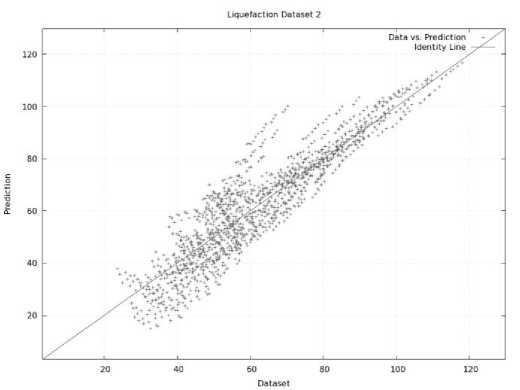 Liquefaction Dataset 2
Data vs. Prediction
Identity Line
120
100
80
60
40
20
Prediction
20 40 60 80 100 120
Dataset